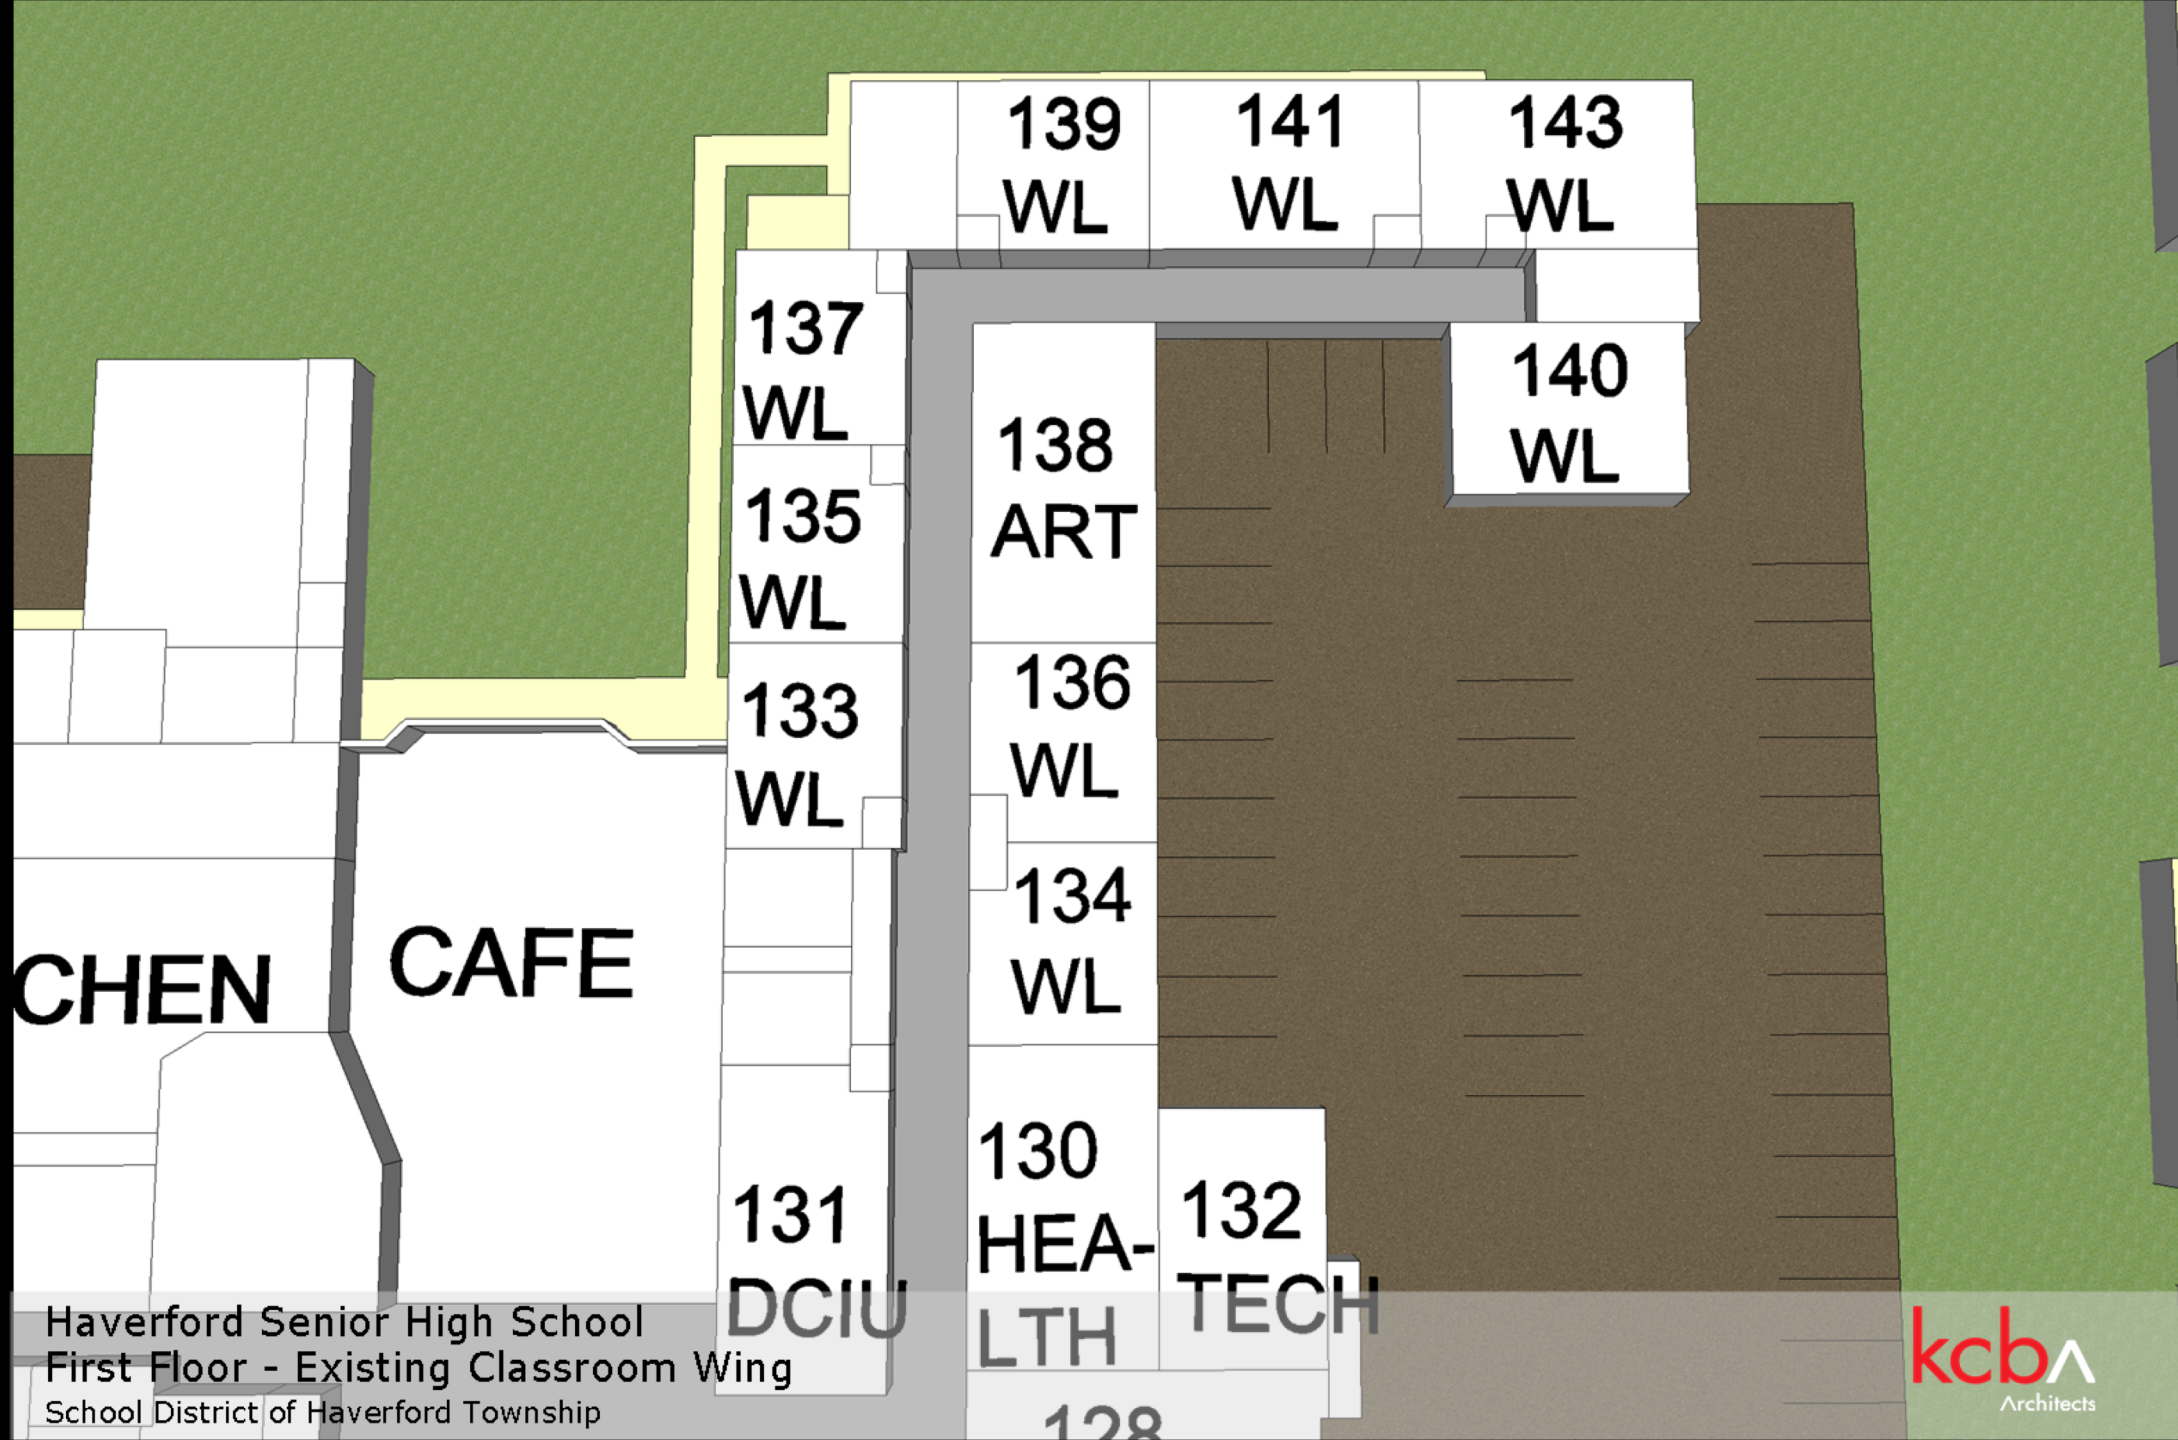 139
WL
141
WL
143
WL
137
WL
140
WL
138
ART
135
WL
136
WL
133
WL
134
WL
CHEN
CAFE
130
HEA-
LTH
131
DCIU
132
TECH
128
Haverford Senior High School
First Floor - Existing Classroom Wing
School District of Haverford Township
kcba
Architects